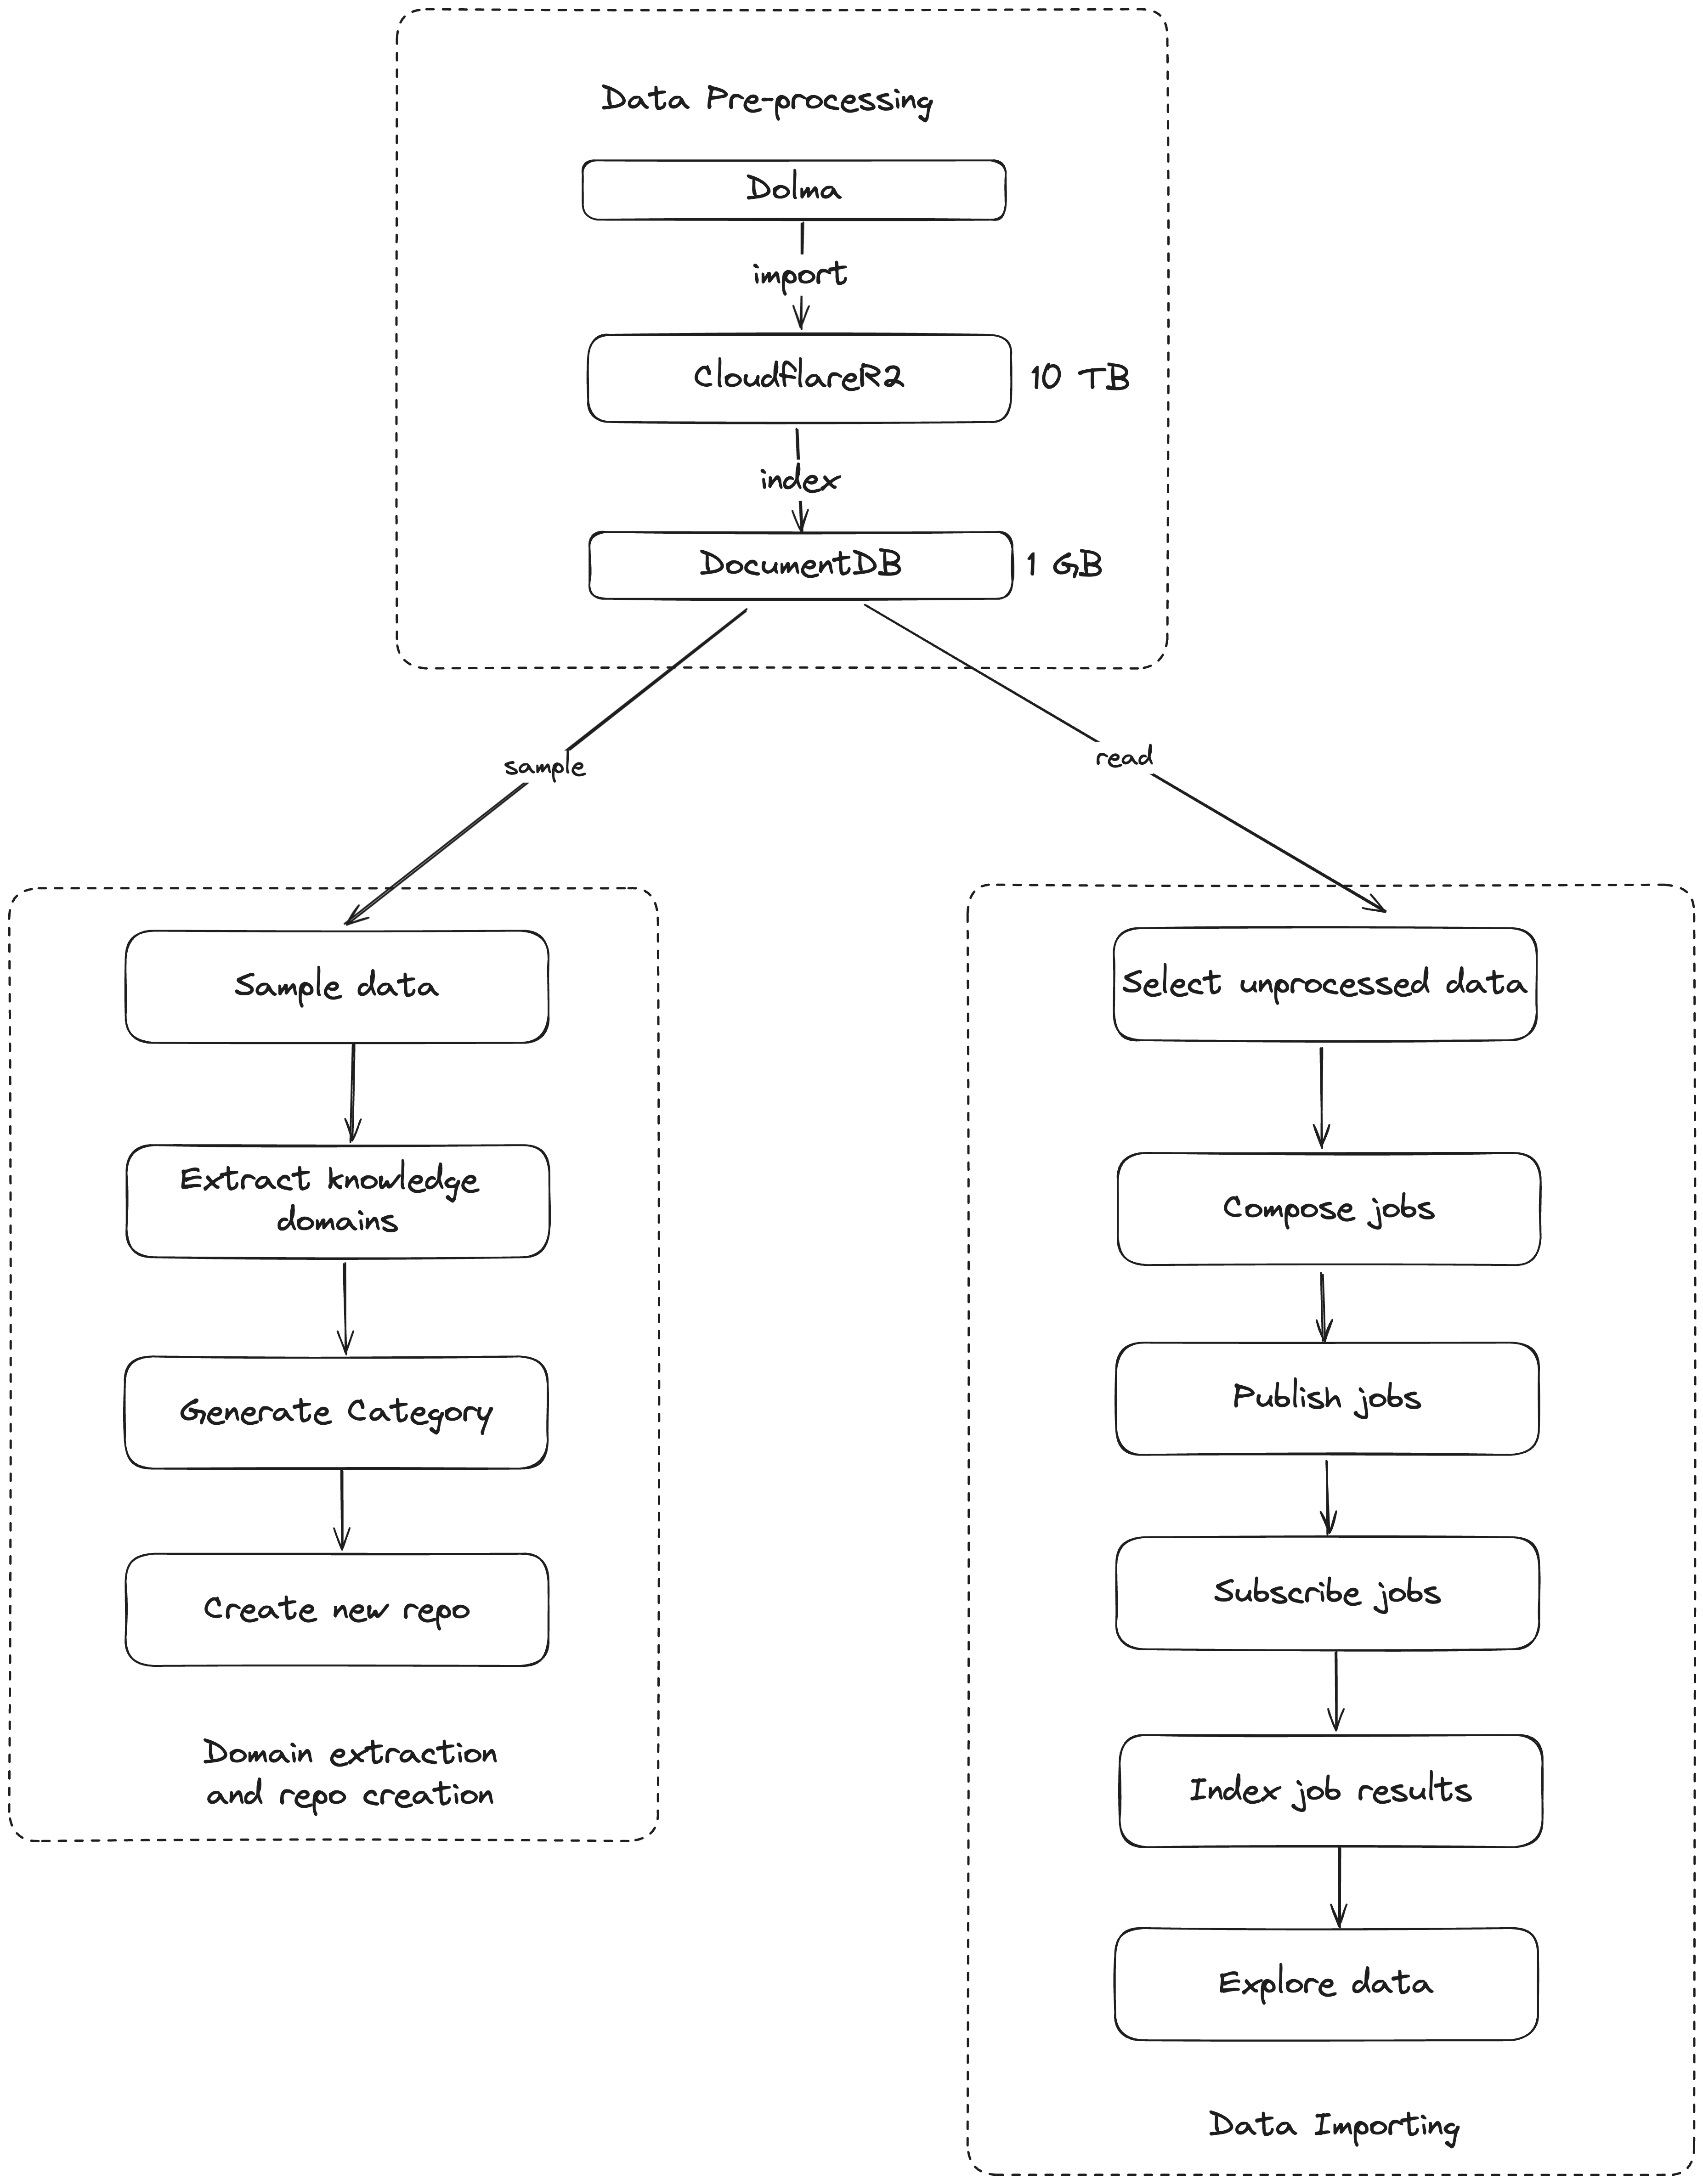 Data Pre-processing
Dolma
import
CloudflareR2
10 TB
index
DocumentDB
1 GB
sample
read
Sample data
Extract knowledge
domains
Generate Category
Create new repo
Domain extraction
and repo creation
Select unprocessed data
Compose jobs
Publish jobs
Subscribe jobs
Index job results
Explore data
Data Importing